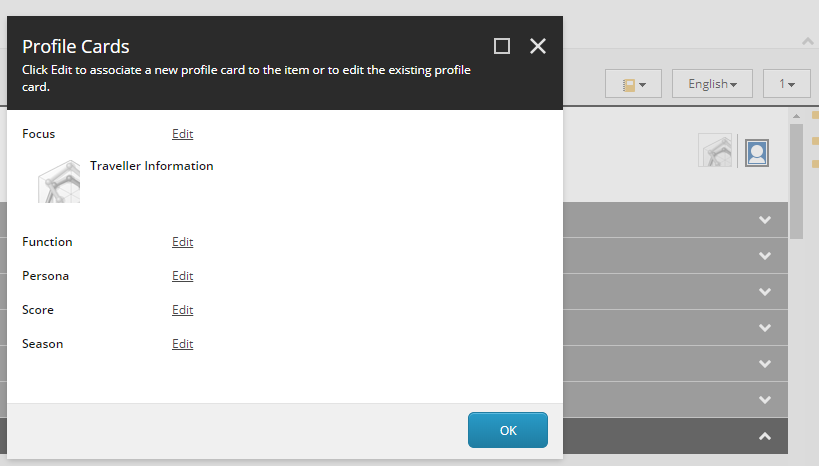 Profile Cards
Click Edit to associate a new profile card to the item or to edit the existing profile
card.
English
1
Focus Edit
Traveller Information
Function Edit
Persona Edit
Score Edit
Season Edit
OK